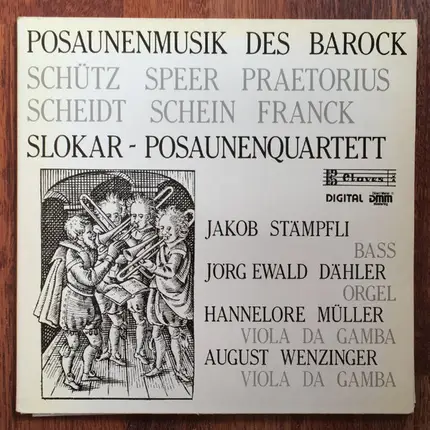 POSAUNENMUSIK DES BAROCK
SCHÜTZ SPEER PRAETORIUS
SCHEIDT SCHEIN FRANCK
SLOKAR-POSAUNENQUARTETT
Claves
DIGITAL DMM
JAKOB STÄMPFLI
BASS
JÖRG EWALD DÄHLER
ORGEL
HANNELORE MÜLLER
VIOLA DA GAMBA
AUGUST WENZINGER
VIOLA DA GAMBA